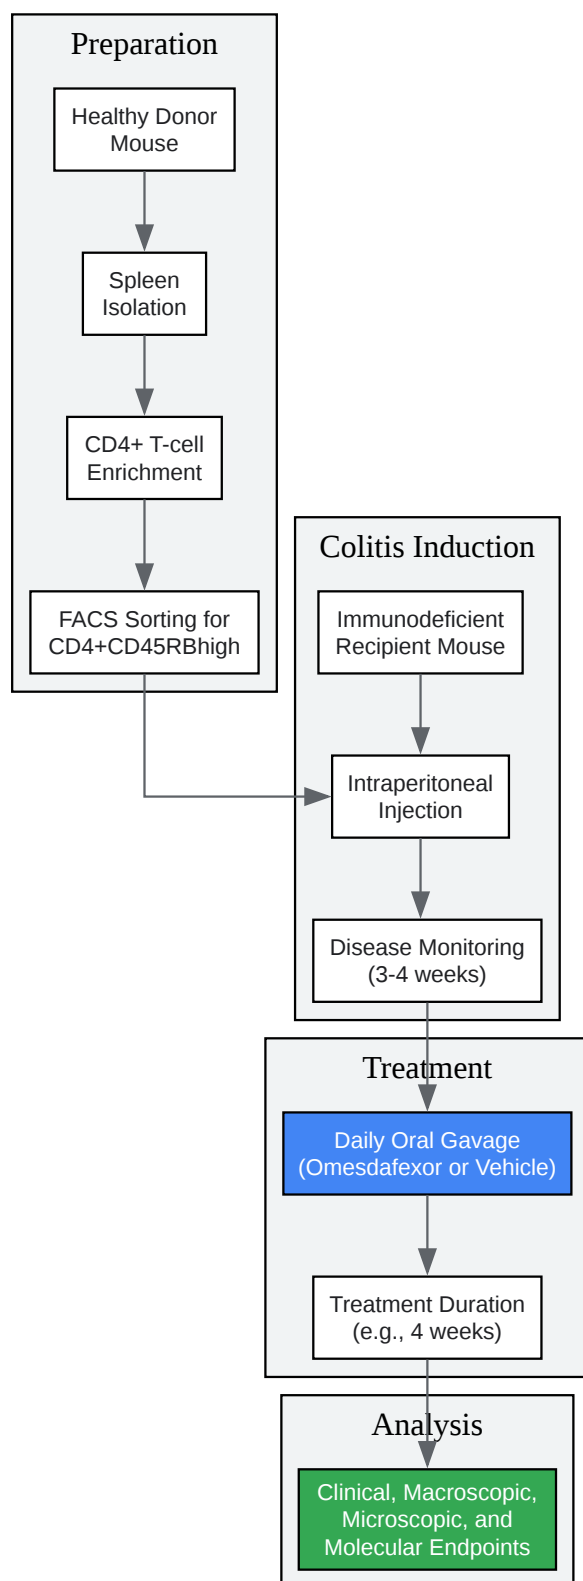 Preparation
Healthy Donor
Mouse
Spleen
Isolation
CD4+ T-cell
Enrichment
FACS Sorting for
CD4+CD45RBhigh
Colitis Induction
Immunodeficient
Recipient Mouse
Intraperitoneal
Injection
Disease Monitoring
(3-4 weeks)
Treatment
Daily Oral Gavage
(Omesdafexor or Vehicle)
Treatment Duration
(e.g., 4 weeks)
Analysis
Clinical, Macroscopic,
Microscopic, and
Molecular Endpoints